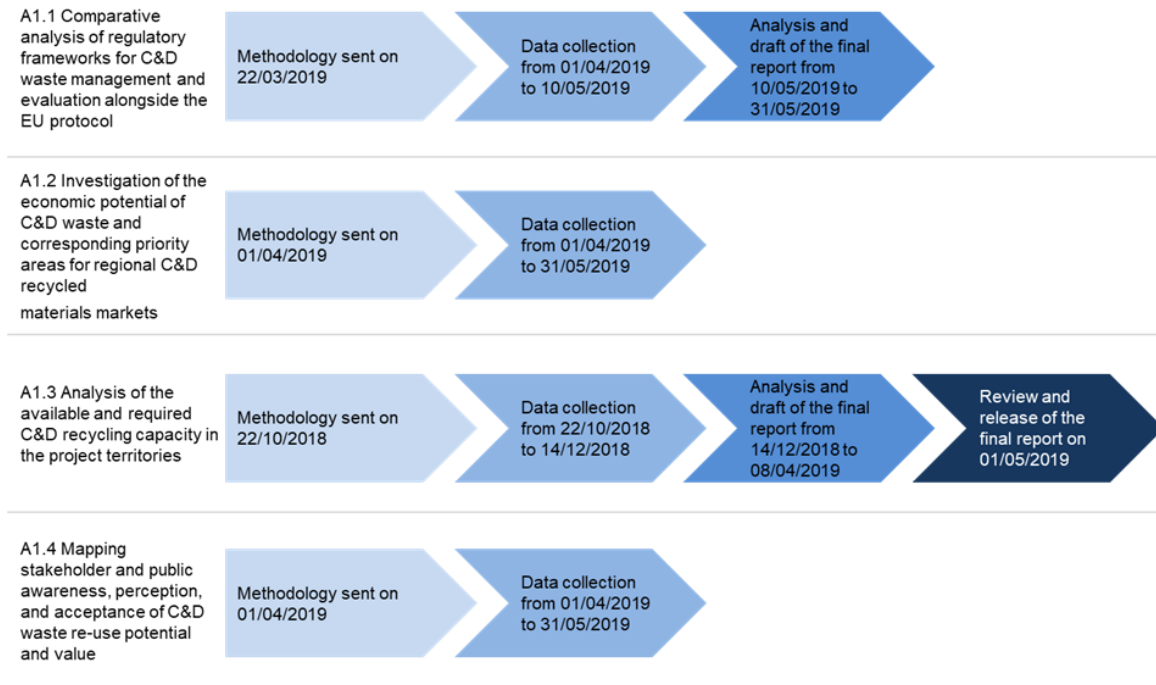 A1.1 Comparative
analysis of regulatory
frameworks for C&D
waste management and
evaluation alongside the
EU protocol
Methodology sent on
22/03/2019
Data collection
from 01/04/2019
to 10/05/2019
Analysis and
draft of the final
report from
10/05/2019 to
31/05/2019
A1.2 Investigation of the
economic potential of
C&D waste and
corresponding priority
areas for regional C&D
recycled
materials markets
Methodology sent on
01/04/2019
Data collection
from 01/04/2019
to 31/05/2019
A1.3 Analysis of the
available and required
C&D recycling capacity in
the project territories
Methodology sent on
22/10/2018
Data collection
from 22/10/2018
to 14/12/2018
Analysis and
draft of the final
report from
14/12/2018 to
08/04/2019
Review and
release of the
final report on
01/05/2019
A1.4 Mapping
stakeholder and public
awareness, perception,
and acceptance of C&D
waste re-use potential
and value
Methodology sent on
01/04/2019
Data collection
from 01/04/2019
to 31/05/2019